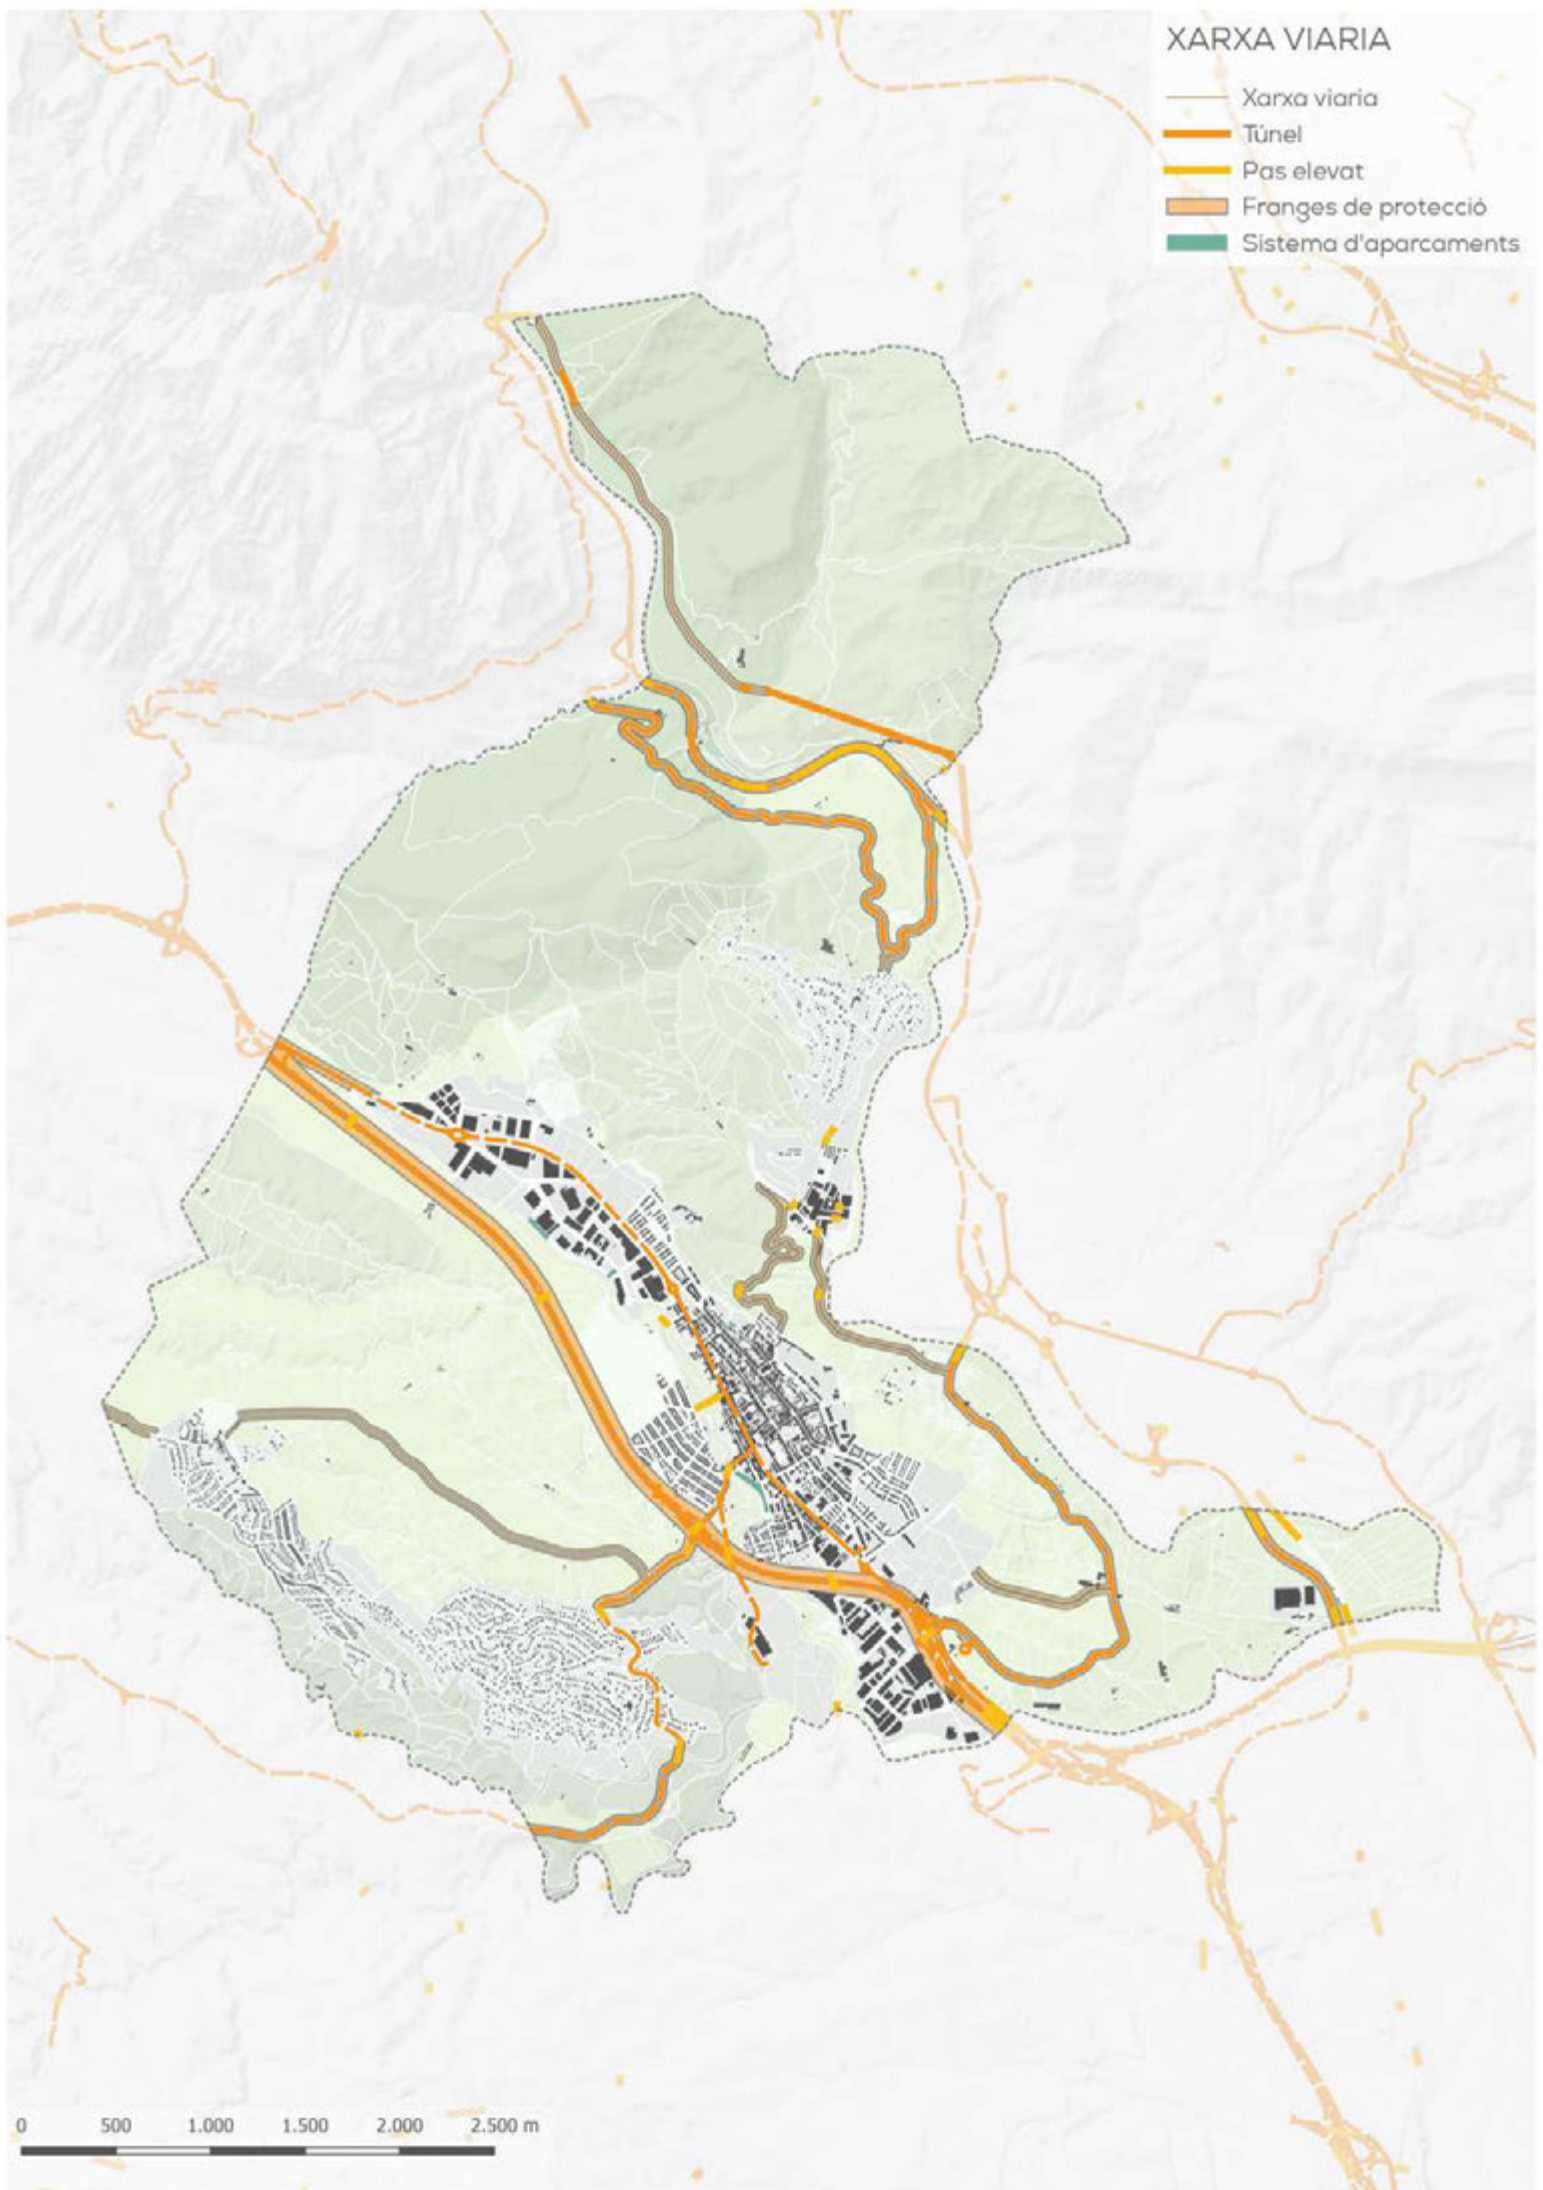 XARXA VIARIA
Xarxa viaria
Túnel
Pas elevat
Franges de protecció
Sistema d'aparcaments
0 500 1.000 1.500 2.000 2.500 m